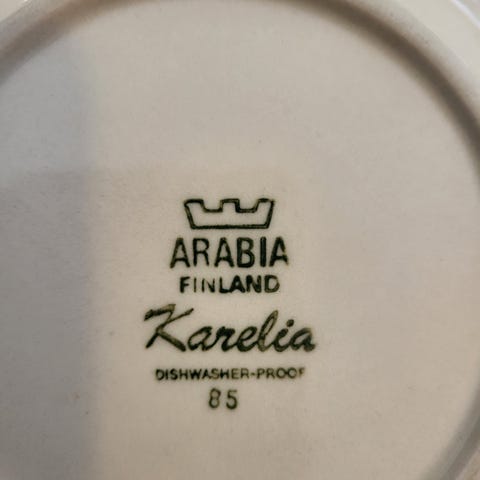 ARABIA
FINLAND
Karelia
DISHWASHER-PROOF
85